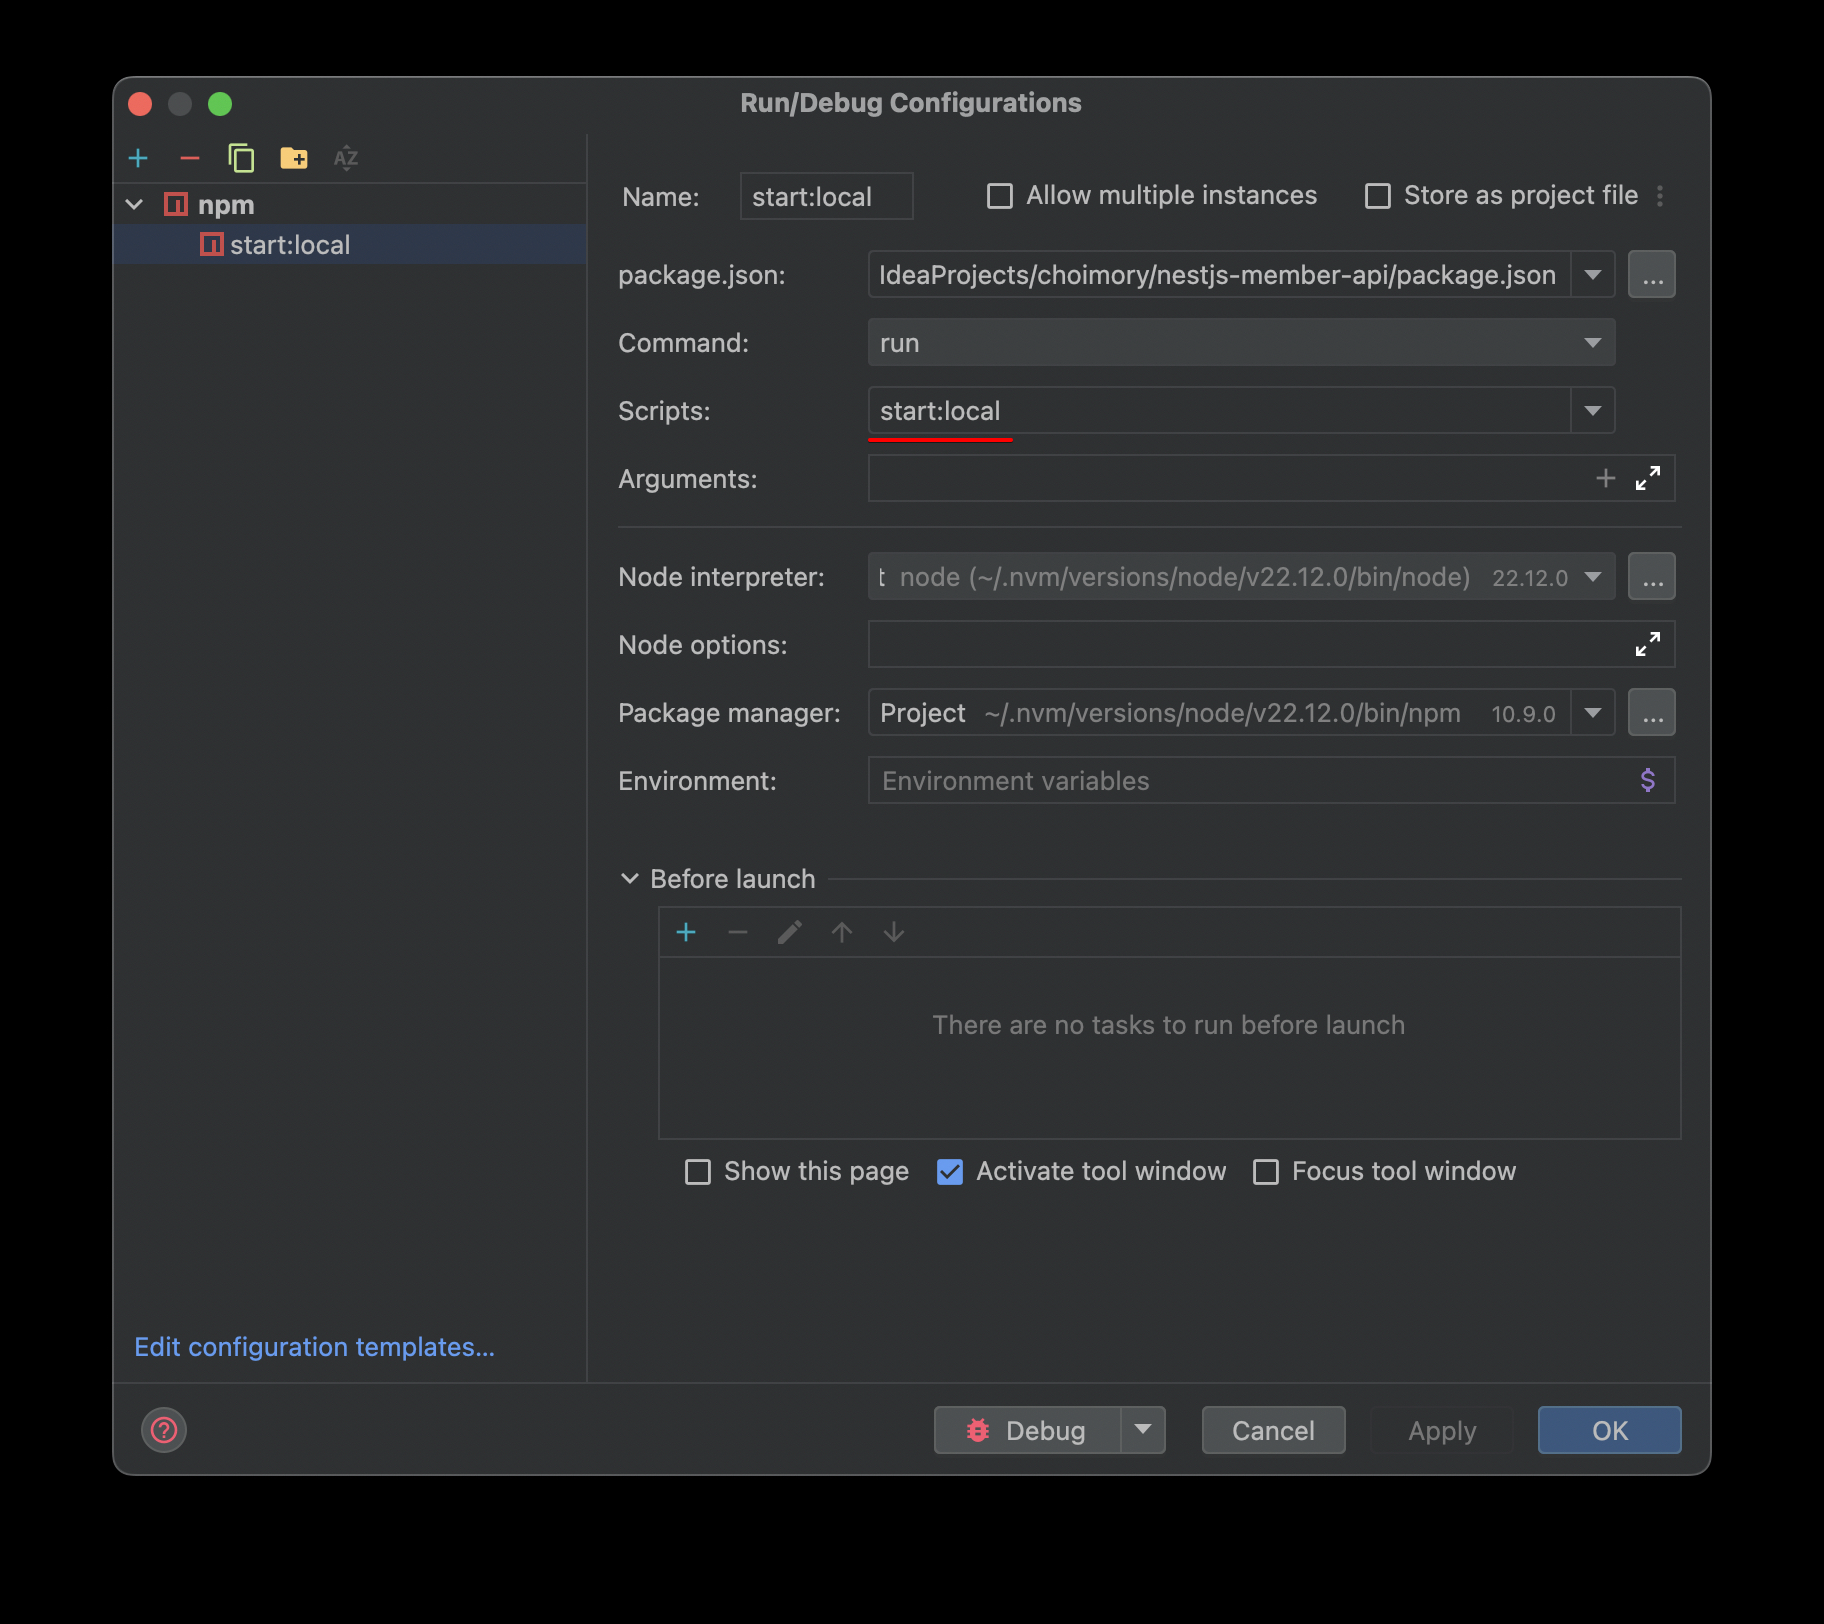 Run/Debug Configurations
AZ
npm
start:local
Edit configuration templates...
Name: start:local Allow multiple instances Store as project file
package.json: IdeaProjects/choimory/nestjs-member-api/package.json ...
Command: run
Scripts: start:local
Arguments:
Node interpreter: t node (~/.nvm/versions/node/v22.12.0/bin/node) 22.12.0 ...
Node options:
Package manager: Project ~/.nvm/versions/node/v22.12.0/bin/npm 10.9.0 ...
Environment: Environment variables $
Before launch
There are no tasks to run before launch
Show this page Activate tool window Focus tool window
? Debug Cancel Apply OK